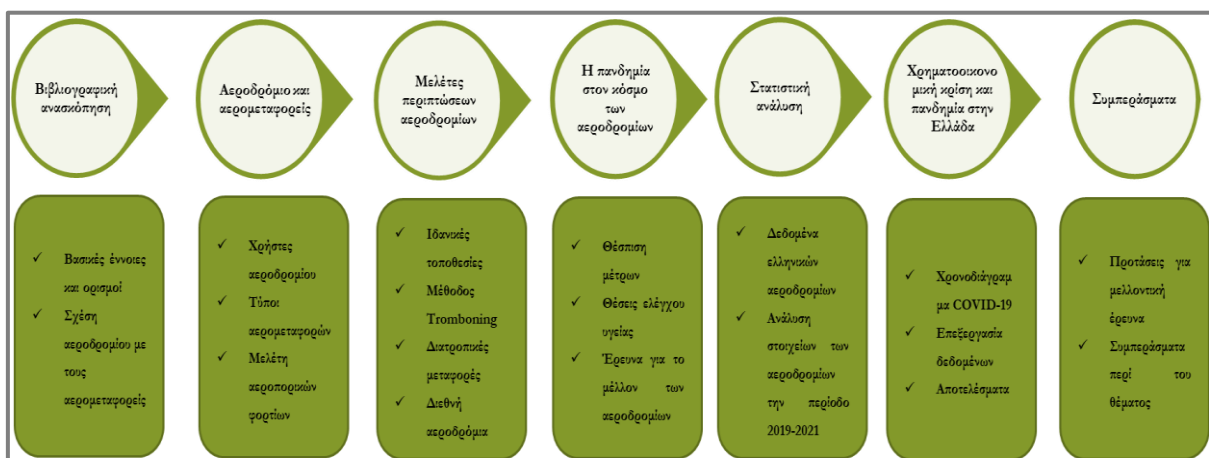 Βιβλιογραφική
ανασκόπηση
Αεροδρόμιο και
αερομεταφορείς
Μελέτες
περιπτώσεων
αεροδρομίων
Η πανδημία
στον κόσμο
των
αεροδρομίων
Στατιστική
ανάλυση
Χρηματοοικονο
μική κρίση και
πανδημία στην
Ελλάδα
Συμπεράσματα
✓ Βασικές έννοιες
και ορισμοί
✓ Σχέση
αεροδρομίου με
τους
αερομεταφορείς
✓ Χρήστες
αεροδρομίου
✓ Τύποι
αερομεταφορών
✓ Μελέτη
αεροπορικών
φορτίων
✓ Ιδανικές
τοποθεσίες
✓ Μέθοδος
Tromboning
✓ Διατροπικές
μεταφορές
✓ Διεθνή
αεροδρόμια
✓ Θέσπιση
μέτρων
✓ Θέσεις ελέγχου
υγείας
✓ Έρευνα για το
μέλλον των
αεροδρομίων
✓ Δεδομένα
ελληνικών
αεροδρομίων
✓ Ανάλυση
στοιχείων των
αεροδρομίων
την περίοδο
2019-2021
✓ Χρονοδιάγραμ
μα COVID-19
✓ Επεξεργασία
δεδομένων
✓ Αποτελέσματα
✓ Προτάσεις για
μελλοντική
έρευνα
✓ Συμπεράσματα
περί του
θέματος